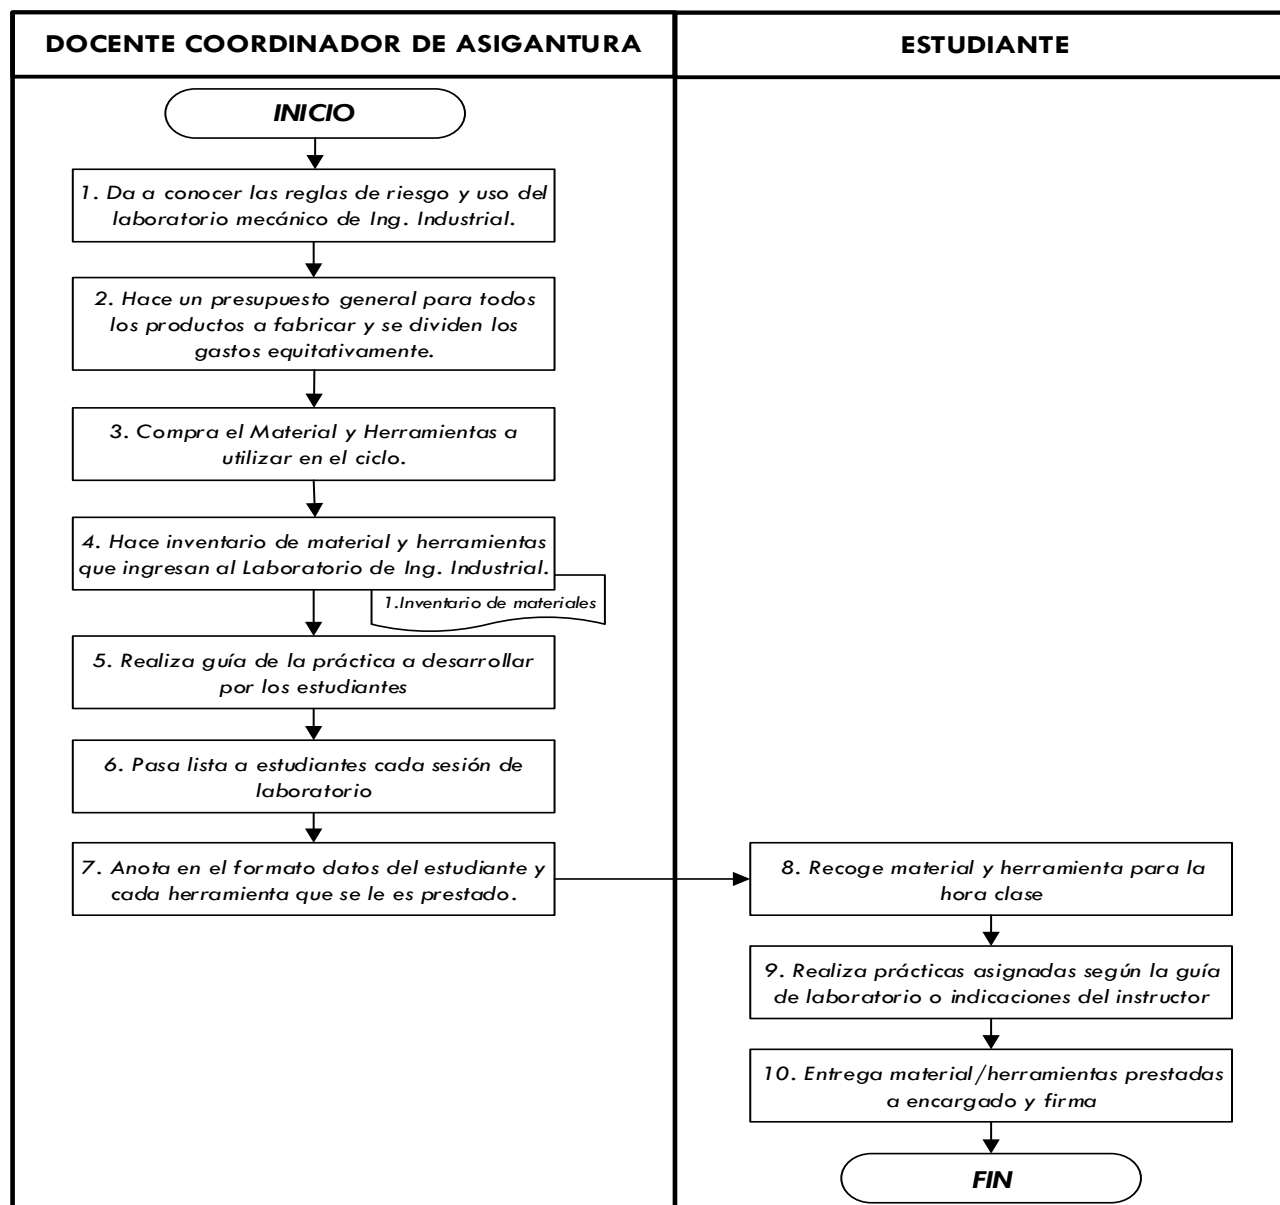 DOCENTE COORDINADOR DE ASIGANTURA
ESTUDIANTE
INICIO
1. Da a conocer las reglas de riesgo y uso del
laboratorio mecánico de Ing. Industrial.
2. Hace un presupuesto general para todos
los productos a fabricar y se dividen los
gastos equitativamente.
3. Compra el Material y Herramientas a
utilizar en el ciclo.
4. Hace inventario de material y herramientas
que ingresan al Laboratorio de Ing. Industrial.
1.Inventario de materiales
5. Realiza guía de la práctica a desarrollar
por los estudiantes
6. Pasa lista a estudiantes cada sesión de
laboratorio
7. Anota en el formato datos del estudiante y
cada herramienta que se le es prestado.
8. Recoge material y herramienta para la
hora clase
9. Realiza prácticas asignadas según la guía
de laboratorio o indicaciones del instructor
10. Entrega material/herramientas prestadas
a encargado y firma
FIN